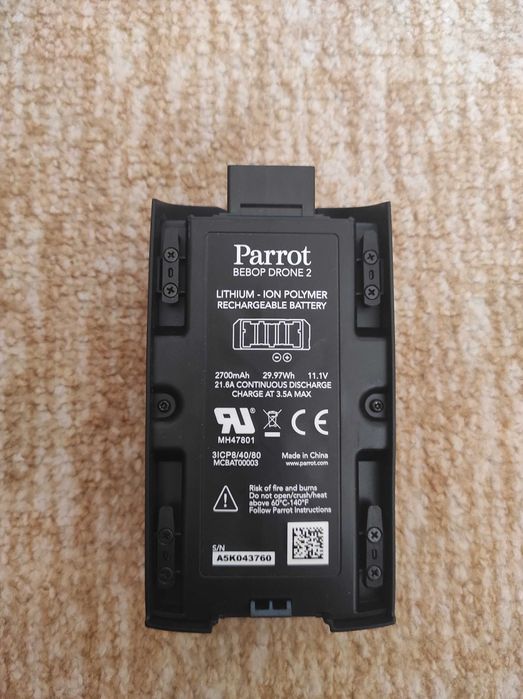 Parrot
BEBOP DRONE 2
LITHIUM - ION POLYMER
RECHARGEABLE BATTERY
2700mAh 29.97Wh 11.1V
21.6A CONTINUOUS DISCHARGE
CHARGE AT 3.5A MAX
MH47801
3ICP8/40/80 Made in China
MCBAT00003 www.parrot.com
Risk of fire and burns
Do not open/crush/heat
above 60°C-140°F
Follow Parrot Instructions
S/N
A5K043760